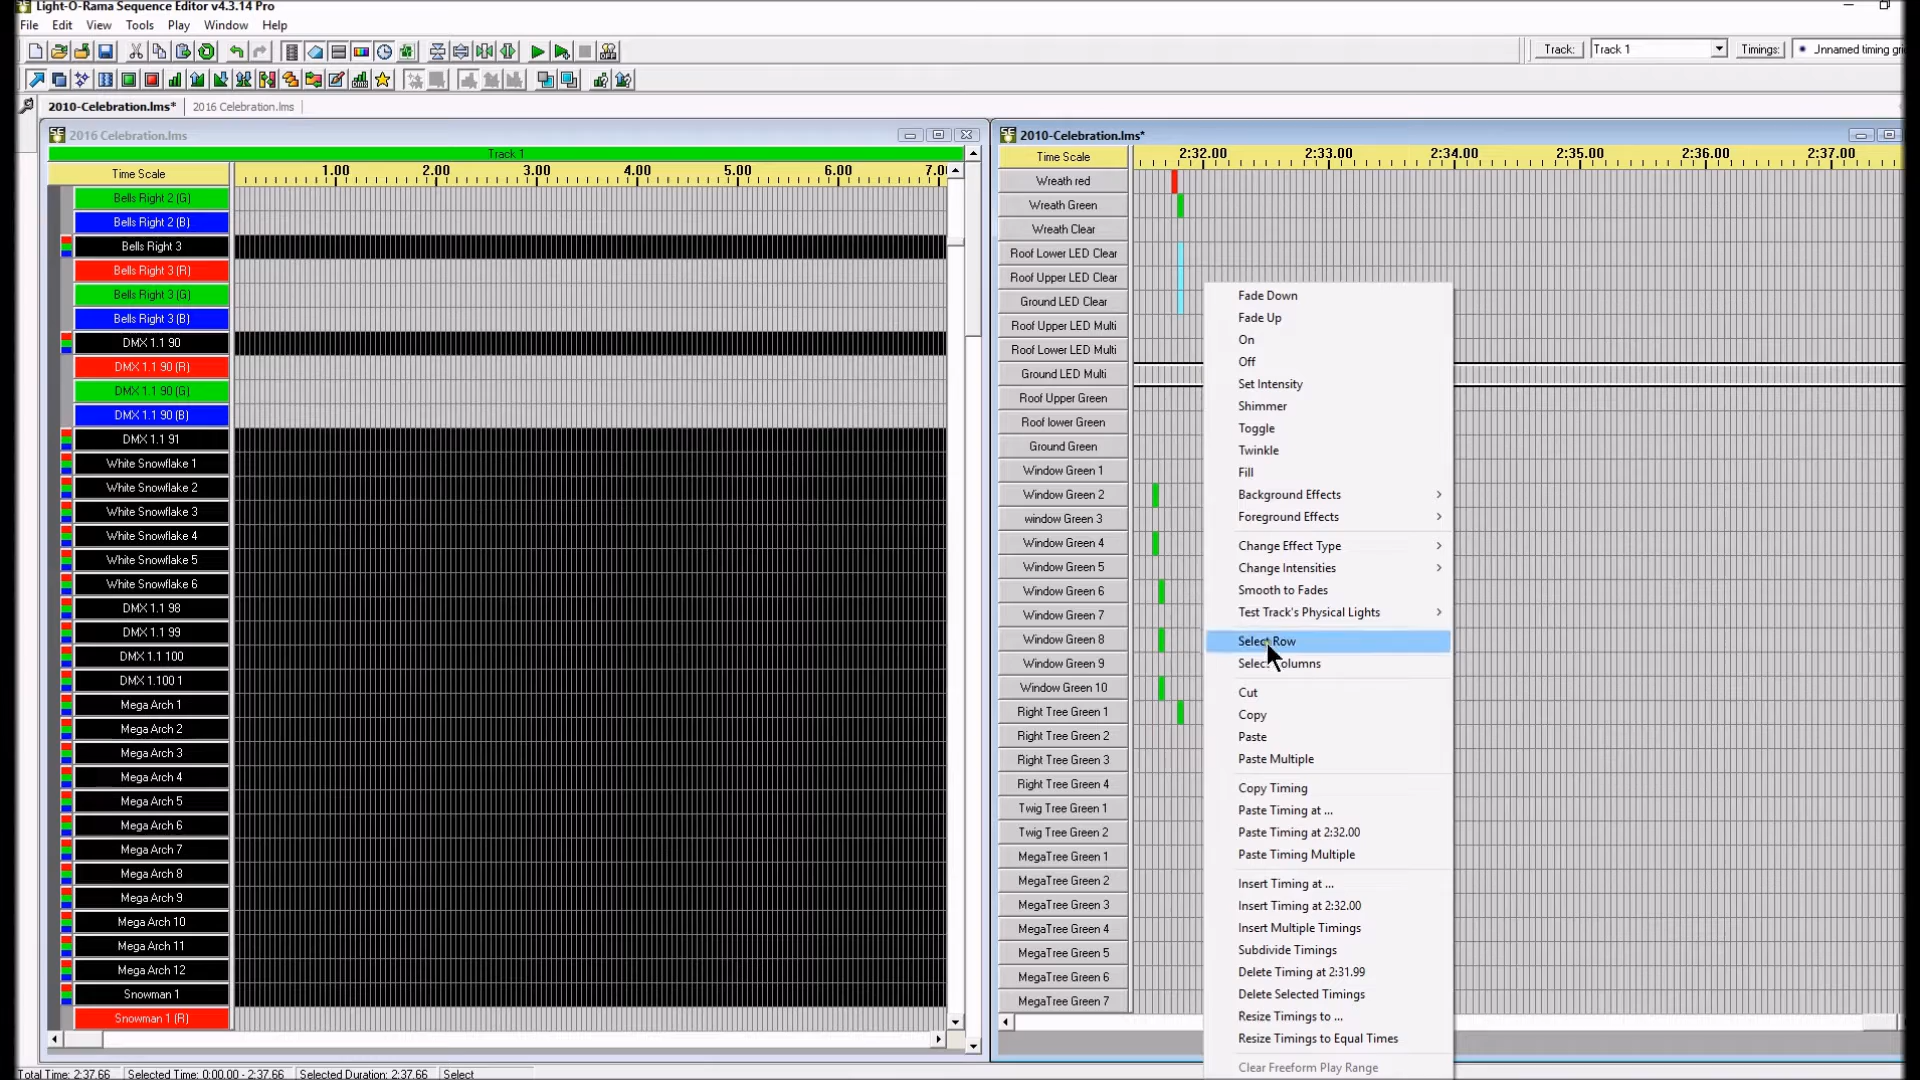 Light-O-Rama Sequence Editor v4.3.14 Pro
File Edit View Tools Play Window Help
Track: Track 1 Timings: Jnnamed timing gri
2010-Celebration.lms* 2016 Celebration.lms
2016 Celebration.lms
Track 1
Time Scale 1.00 2.00 3.00 4.00 5.00 6.00 7.0
Bells Right 2 (G)
Bells Right 2 (B)
Bells Right 3
Bells Right 3 (R)
Bells Right 3 (G)
Bells Right 3 (B)
DMX 1.1 90
DMX 1.1 90 (R)
DMX 1.1 90 (G)
DMX 1.1 90 (B)
DMX 1.1 91
White Snowflake 1
White Snowflake 2
White Snowflake 3
White Snowflake 4
White Snowflake 5
White Snowflake 6
DMX 1.1 98
DMX 1.1 99
DMX 1.1 100
DMX 1.100 1
Mega Arch 1
Mega Arch 2
Mega Arch 3
Mega Arch 4
Mega Arch 5
Mega Arch 6
Mega Arch 7
Mega Arch 8
Mega Arch 9
Mega Arch 10
Mega Arch 11
Mega Arch 12
Snowman 1
Snowman 1 (R)
2010-Celebration.lms*
Time Scale 2:32.00 2:33.00 2:34.00 2:35.00 2:36.00 2:37.00
Wreath red
Wreath Green
Wreath Clear
Roof Lower LED Clear
Roof Upper LED Clear
Ground LED Clear
Roof Upper LED Multi
Roof Lower LED Multi
Ground LED Multi
Roof Upper Green
Roof lower Green
Ground Green
Window Green 1
Window Green 2
window Green 3
Window Green 4
Window Green 5
Window Green 6
Window Green 7
Window Green 8
Window Green 9
Window Green 10
Right Tree Green 1
Right Tree Green 2
Right Tree Green 3
Right Tree Green 4
Twig Tree Green 1
Twig Tree Green 2
MegaTree Green 1
MegaTree Green 2
MegaTree Green 3
MegaTree Green 4
MegaTree Green 5
MegaTree Green 6
MegaTree Green 7
Fade Down
Fade Up
On
Off
Set Intensity
Shimmer
Toggle
Twinkle
Fill
Background Effects
Foreground Effects
Change Effect Type
Change Intensities
Smooth to Fades
Test Track's Physical Lights
Select Row
Select Columns
Cut
Copy
Paste
Paste Multiple
Copy Timing
Paste Timing at ...
Paste Timing at 2:32.00
Paste Timing Multiple
Insert Timing at ...
Insert Timing at 2:32.00
Insert Multiple Timings
Subdivide Timings
Delete Timing at 2:31.99
Delete Selected Timings
Resize Timings to ...
Resize Timings to Equal Times
Clear Freeform Play Range
Total Time: 2:37.66 Selected Time: 0:00.00 - 2:37.66 Selected Duration: 2:37.66 Select